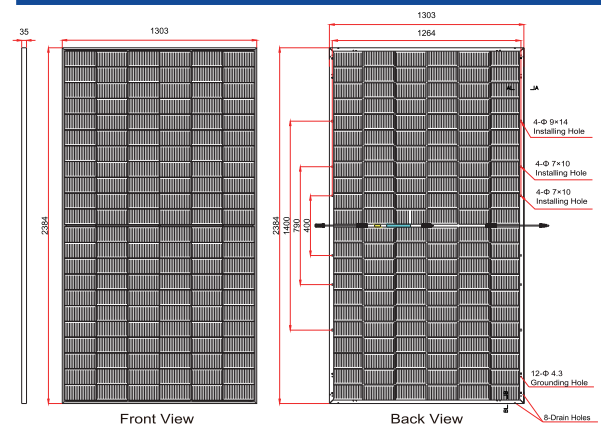 35
1303
2384
Front View
1303
1264
2384
1400
790
400
4-Φ 9×14
Installing Hole
4-Φ 7×10
Installing Hole
4-Φ 7×10
Installing Hole
12-Φ 4.3
Grounding Hole
8-Drain Holes
Back View